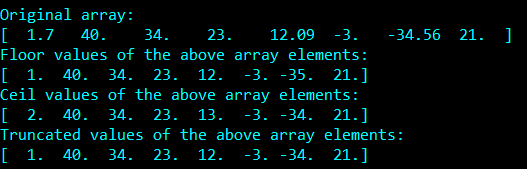 Original array:
[  1.7   40.    34.    23.    12.09  -3.   -34.56  21.  ]
Floor values of the above array elements:
[  1.  40.  34.  23.  12.  -3. -35.  21.]
Ceil values of the above array elements:
[  2.  40.  34.  23.  13.  -3. -34.  21.]
Truncated values of the above array elements:
[  1.  40.  34.  23.  12.  -3. -34.  21.]